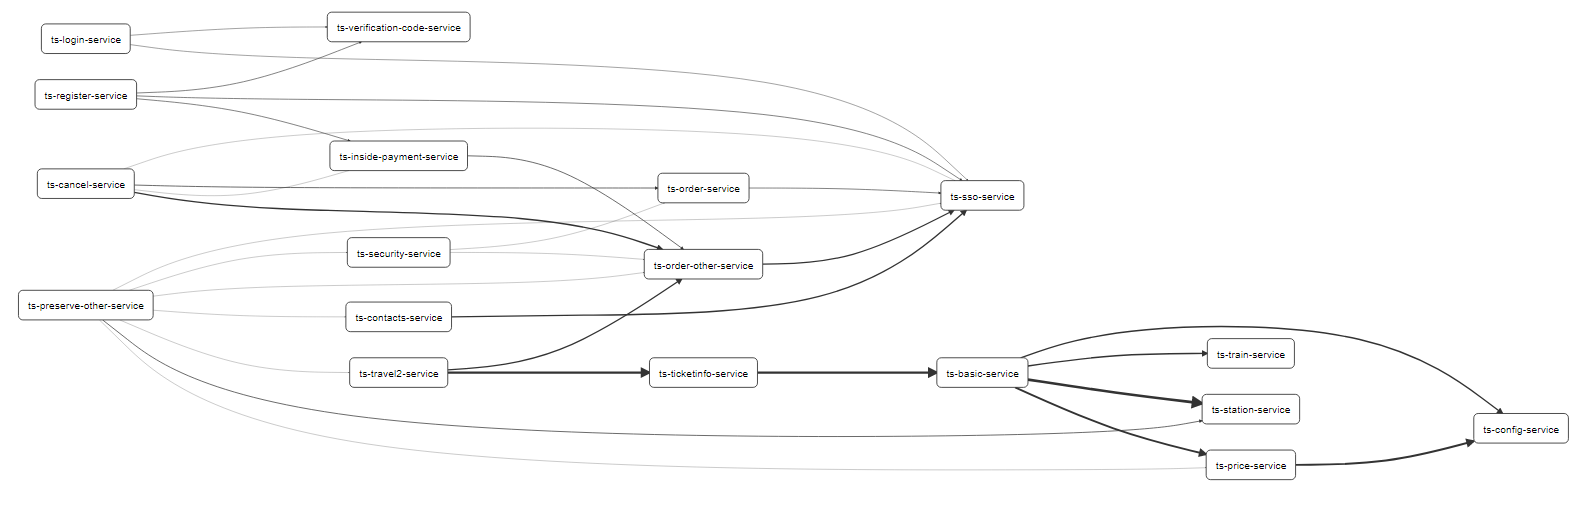 ts-login-service
ts-verification-code-service
ts-register-service
ts-inside-payment-service
ts-cancel-service
ts-order-service
ts-sso-service
ts-security-service
ts-order-other-service
ts-preserve-other-service
ts-contacts-service
ts-travel2-service
ts-ticketinfo-service
ts-basic-service
ts-train-service
ts-station-service
ts-config-service
ts-price-service